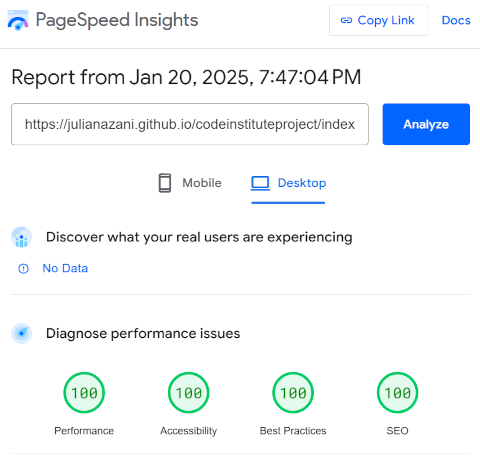 PageSpeed Insights
Copy Link
Docs
Report from Jan 20, 2025, 7:47:04 PM
https://julianazani.github.io/codeinstituteproject/index
Analyze
Mobile
Desktop
Discover what your real users are experiencing
No Data
Diagnose performance issues
100 100 100 100
Performance Accessibility Best Practices SEO